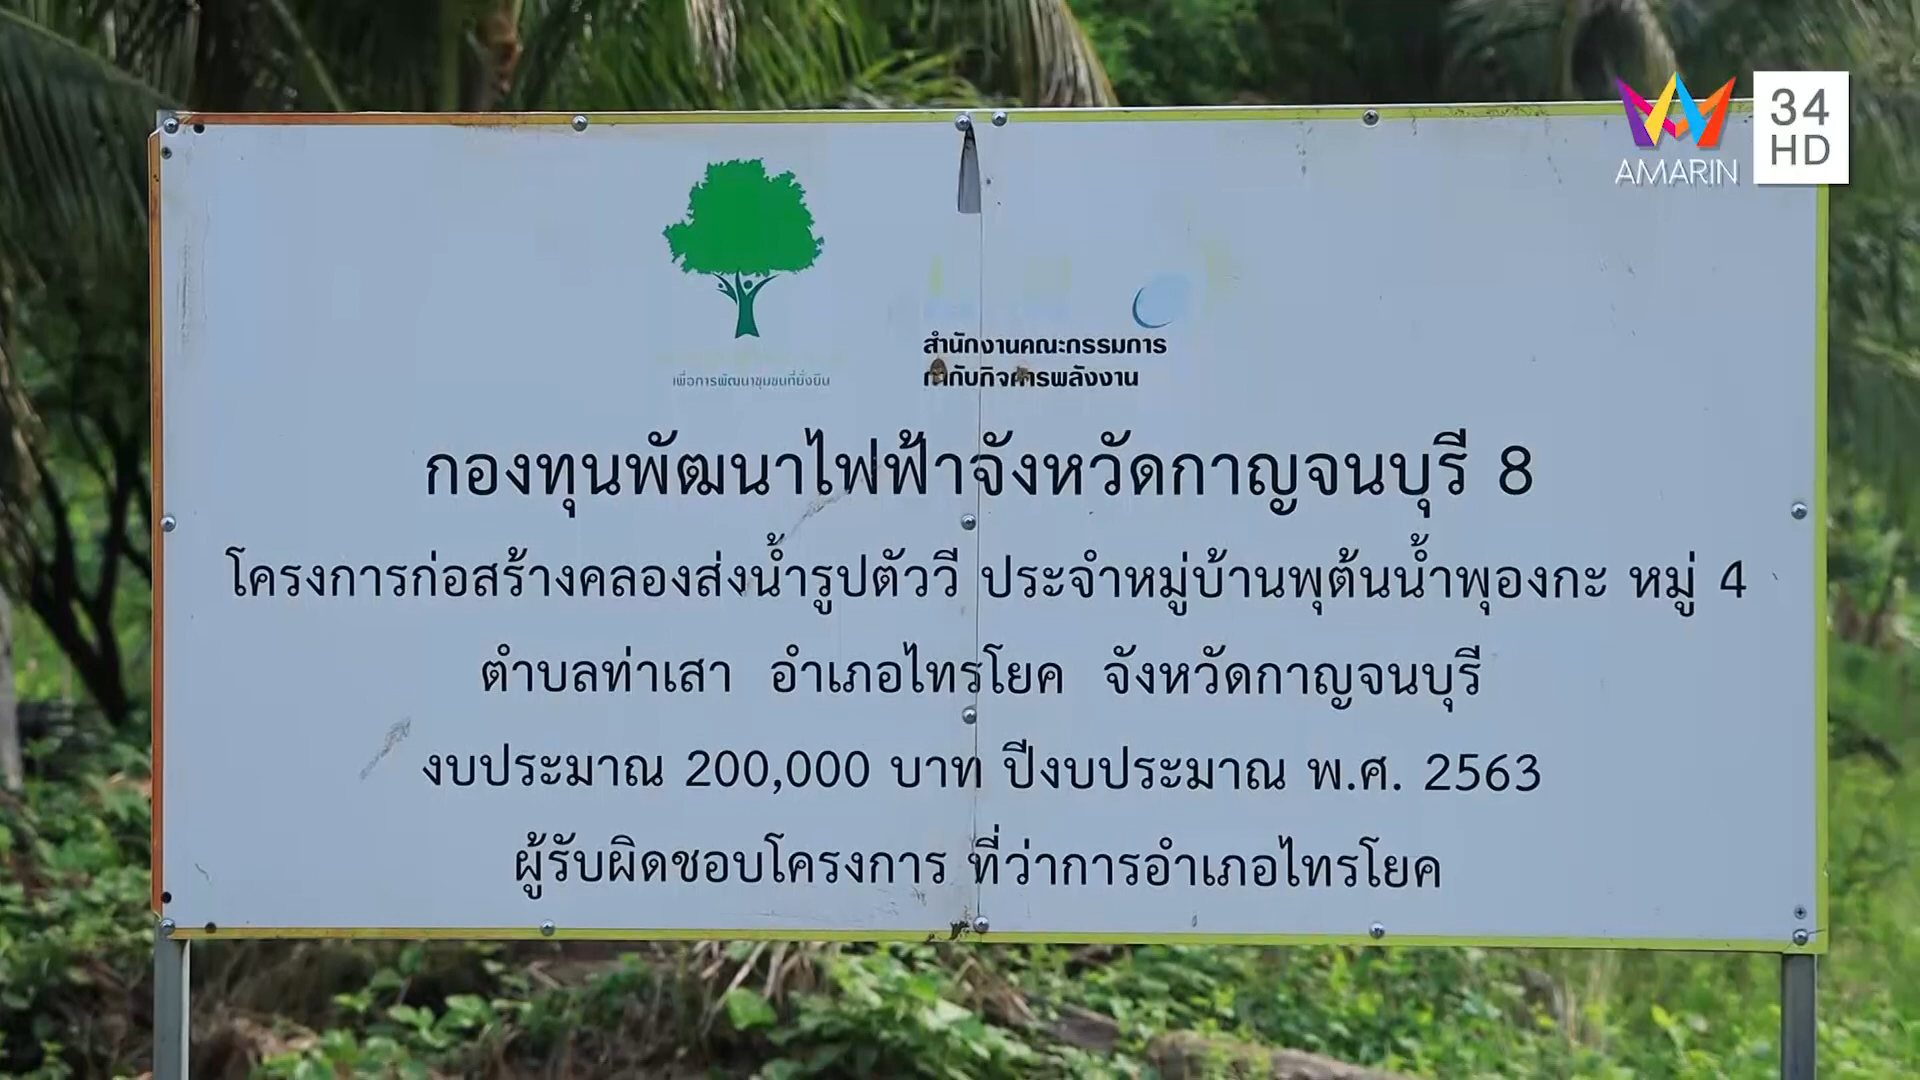 AMARIN
34
HD
สำนักงานคณะกรรมการ
กำกับกิจการพลังงาน
เพื่อการพัฒนาชุมชนที่ยั่งยืน
กองทุนพัฒนาไฟฟ้าจังหวัดกาญจนบุรี 8
โครงการก่อสร้างคลองส่งน้ำรูปตัววี ประจำหมู่บ้านพุต้นน้ำพุองกะ หมู่ 4
ตำบลท่าเสา อำเภอไทรโยค จังหวัดกาญจนบุรี
งบประมาณ 200,000 บาท ปีงบประมาณ พ.ศ. 2563
ผู้รับผิดชอบโครงการ ที่ว่าการอำเภอไทรโยค